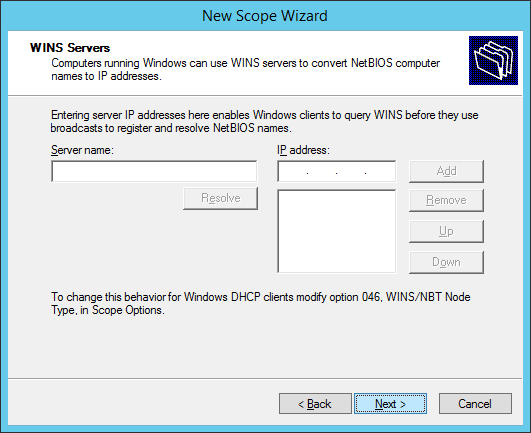 New Scope Wizard
WINS Servers
Computers running Windows can use WINS servers to convert NetBIOS computer
names to IP addresses.
Entering server IP addresses here enables Windows clients to query WINS before they use
broadcasts to register and resolve NetBIOS names.
Server name:
IP address:
. . .
Add
Resolve
Remove
Up
Down
To change this behavior for Windows DHCP clients modify option 046, WINS/NBT Node
Type, in Scope Options.
< Back
Next >
Cancel